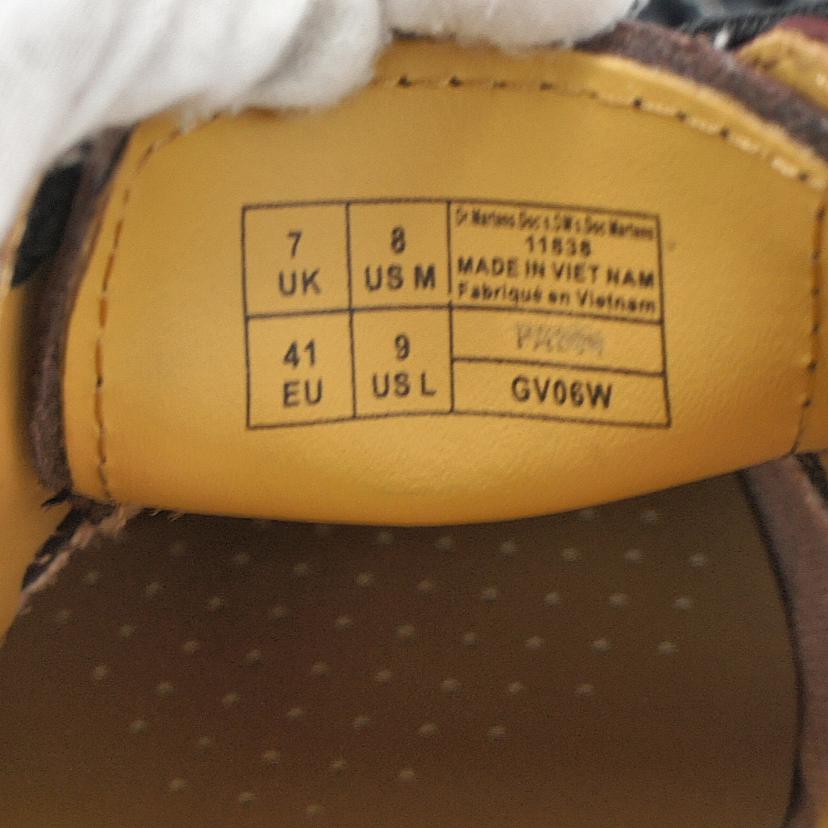 7
UK
8
US M
Dr Martens Doc's DM's Doc Martens
11838
MADE IN VIET NAM
Fabriqué en Vietnam
41
EU
9
US L
GV06W